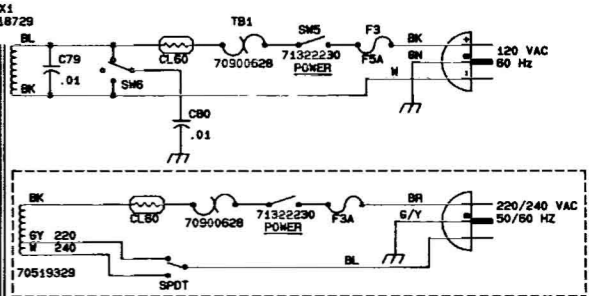 X1
18729
BL
C79
.01
BK
SW6
CL60
TB1
70900628
SW5
71322230
POWER
F3
F5A
BK
GN
W
120 VAC
60 Hz
C80
.01
BK
CL60
70900628
71322230
POWER
F3A
BR
G/Y
220/240 VAC
50/60 HZ
GY 220
W 240
BL
70519329
SPDT